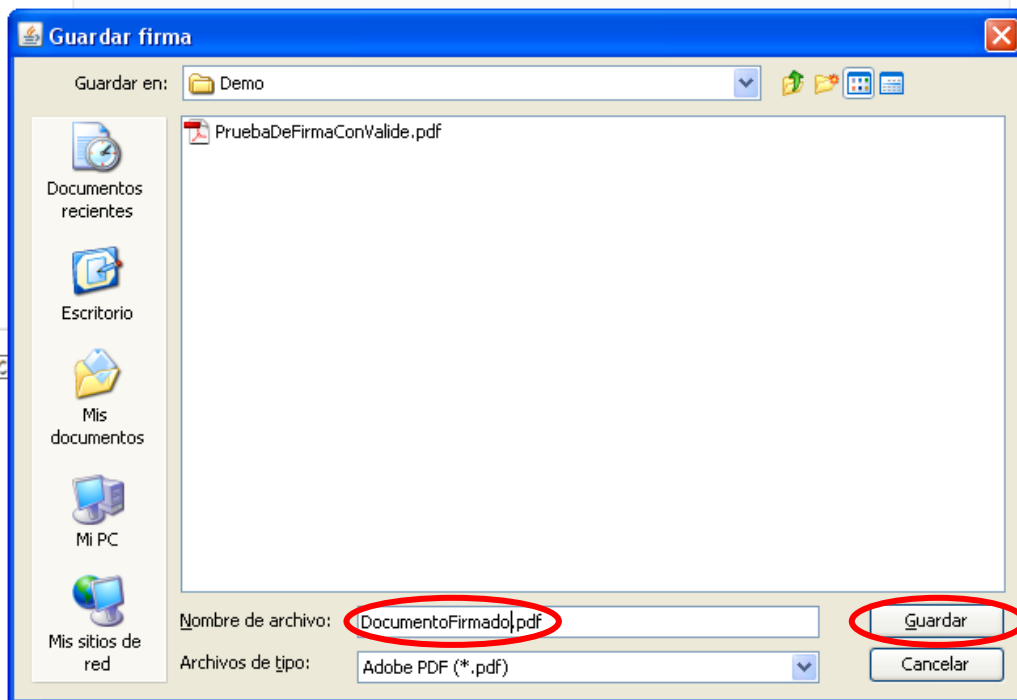 Guardar firma
Guardar en:
Demo
PruebaDeFirmaConValide.pdf
Documentos
recientes
Escritorio
Mis
documentos
Mi PC
Mis sitios de
red
Nombre de archivo:
DocumentoFirmado.pdf
Guardar
Archivos de tipo:
Adobe PDF (*.pdf)
Cancelar